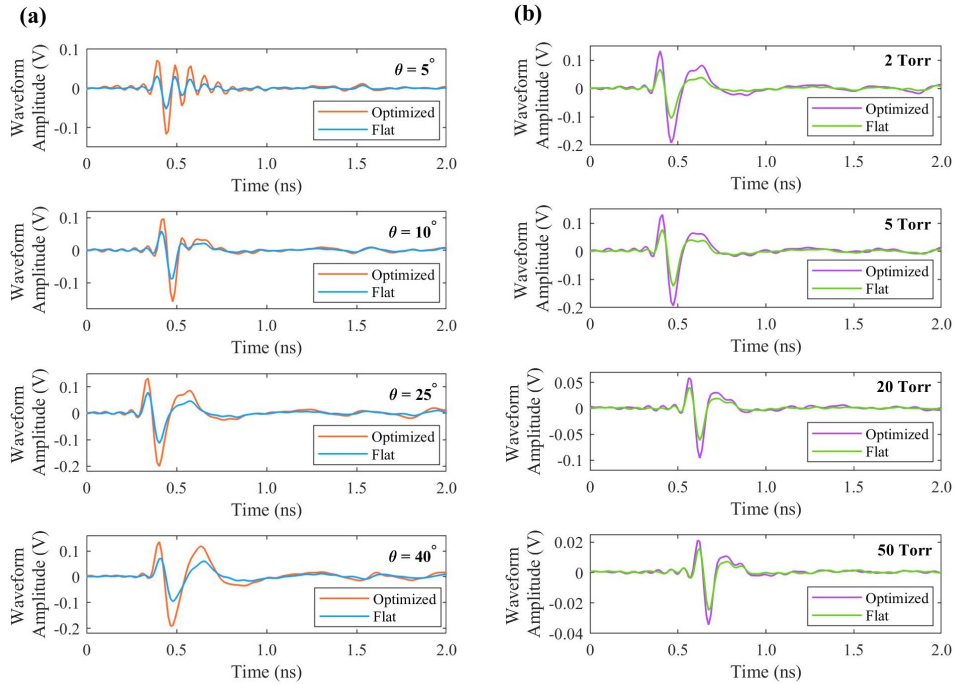 (a)
Waveform
Amplitude (V)
0.1
0
-0.1
θ = 5°
Optimized
Flat
0 0.5 1.0 1.5 2.0
Time (ns)
Waveform
Amplitude (V)
0.1
0
-0.1
θ = 10°
Optimized
Flat
0 0.5 1.0 1.5 2.0
Time (ns)
Waveform
Amplitude (V)
0.1
0
-0.1
-0.2
θ = 25°
Optimized
Flat
0 0.5 1.0 1.5 2.0
Time (ns)
Waveform
Amplitude (V)
0.1
0
-0.1
-0.2
θ = 40°
Optimized
Flat
0 0.5 1.0 1.5 2.0
Time (ns)
(b)
Waveform
Amplitude (V)
0.1
0
-0.1
-0.2
2 Torr
Optimized
Flat
0 0.5 1.0 1.5 2.0
Time (ns)
Waveform
Amplitude (V)
0.1
0
-0.1
-0.2
5 Torr
Optimized
Flat
0 0.5 1.0 1.5 2.0
Time (ns)
Waveform
Amplitude (V)
0.05
0
-0.05
-0.1
20 Torr
Optimized
Flat
0 0.5 1.0 1.5 2.0
Time (ns)
Waveform
Amplitude (V)
0.02
0
-0.02
-0.04
50 Torr
Optimized
Flat
0 0.5 1.0 1.5 2.0
Time (ns)